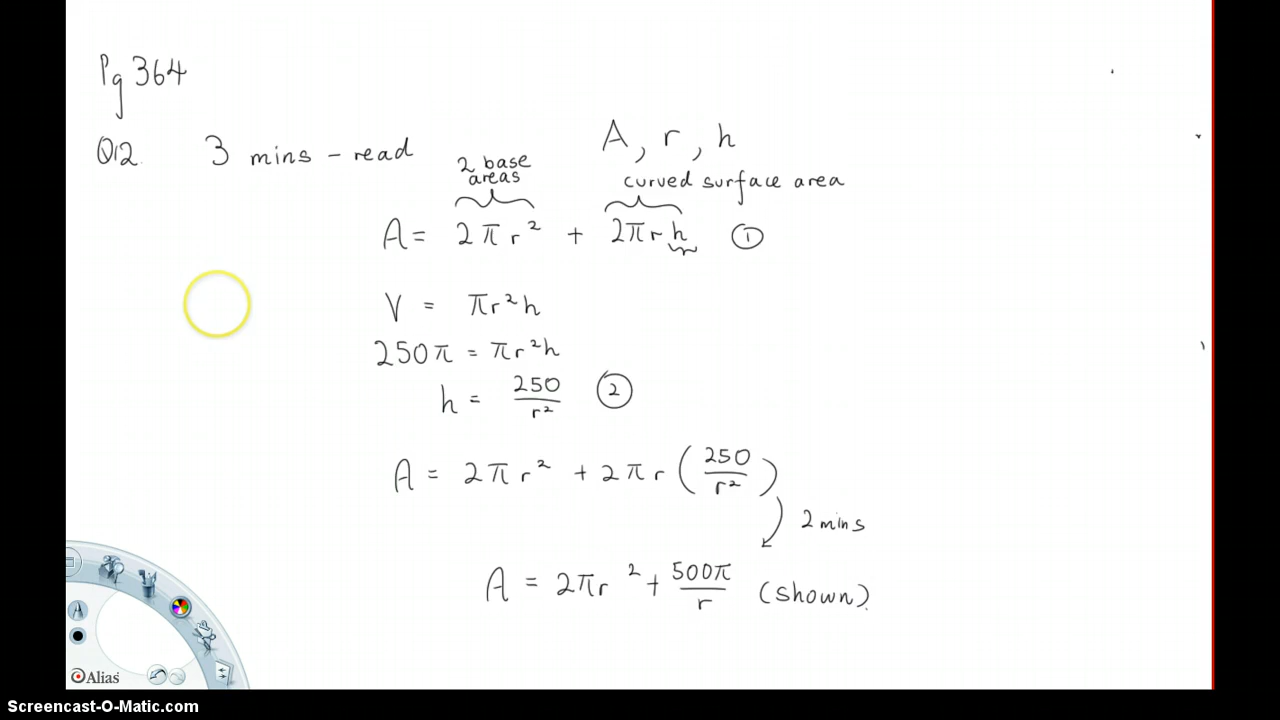 Pg 364
Q12. 3 mins - read
A, r, h
2 base areas
curved surface area
A = 2πr² + 2πrh ①
V = πr²h
250π = πr²h
h = 250/r² ②
A = 2πr² + 2πr(250/r²)
2 mins
A = 2πr² + 500π/r (shown).
Alias
Screencast-O-Matic.com